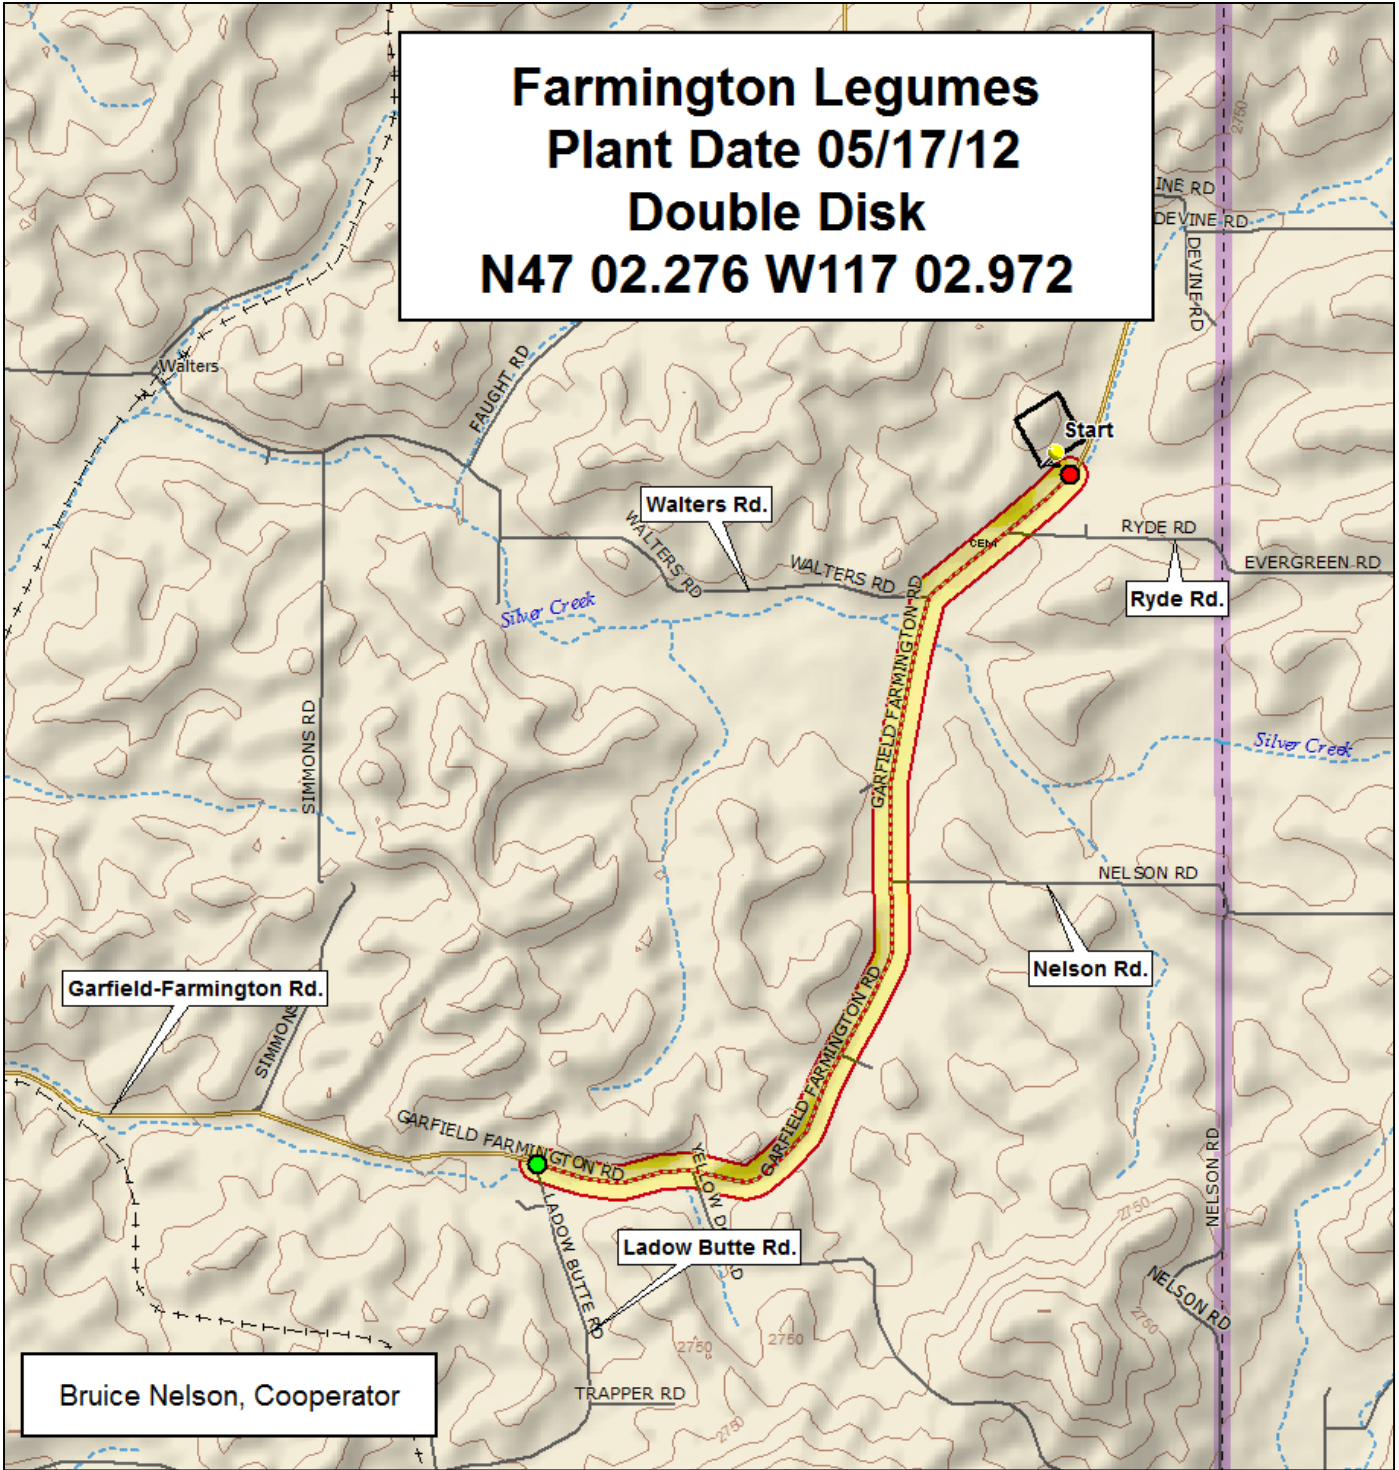 Farmington Legumes
Plant Date 05/17/12
Double Disk
N47 02.276 W117 02.972
2750
INE RD
DEVINE RD
DEVINE RD
Walters
FAUGHT RD
Start
Walters Rd.
WALTERS RD
WALTERS RD
CEM
RYDE RD
EVERGREEN RD
Ryde Rd.
Silver Creek
GARFIELD FARMINGTON RD
SIMMONS RD
Silver Creek
NELSON RD
Nelson Rd.
Garfield-Farmington Rd.
SIMMONS
GARFIELD FARMINGTON RD
GARFIELD FARMINGTON RD
YELLOW D
D
LADOW BUTTE RD
Ladow Butte Rd.
NELSON RD
2750
NELSON RD
2750
2750
2750
TRAPPER RD
2750
Bruice Nelson, Cooperator